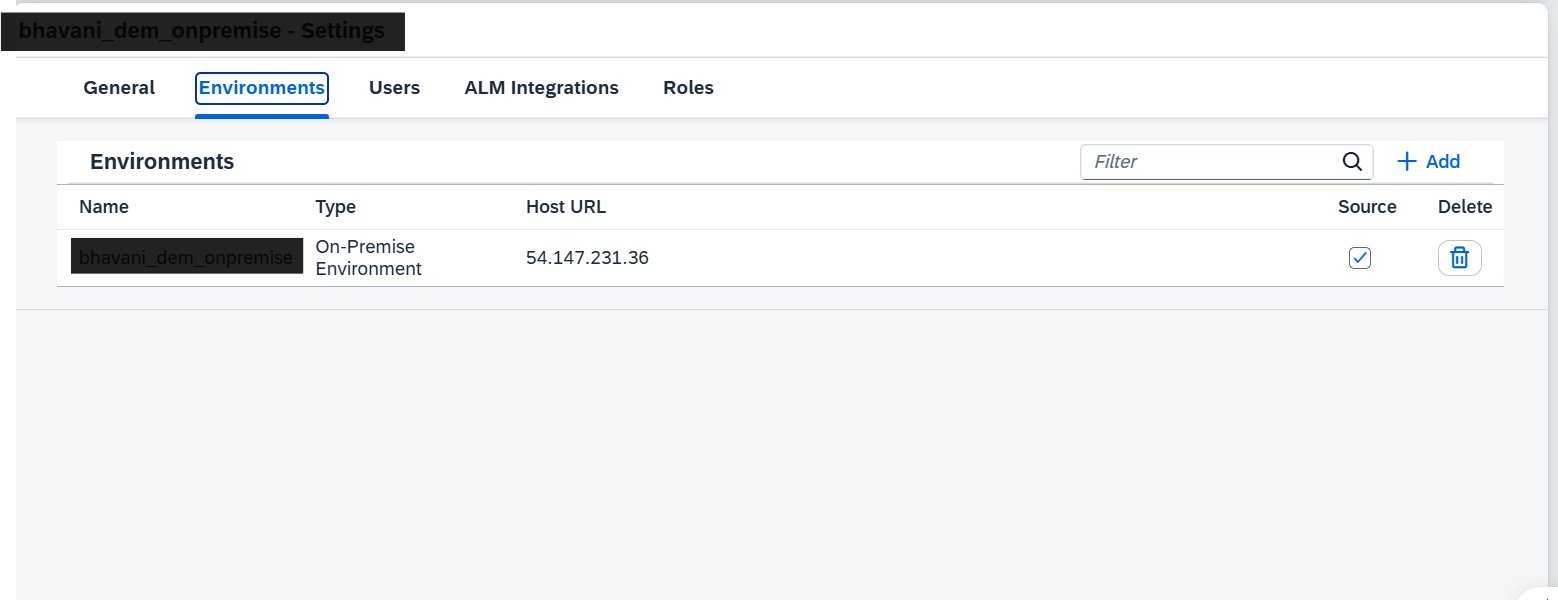 bhavani_dem_onpremise - Settings
General Environments Users ALM Integrations Roles
Environments Filter Add
Name Type Host URL Source Delete
bhavani_dem_onpremise On-Premise Environment 54.147.231.36